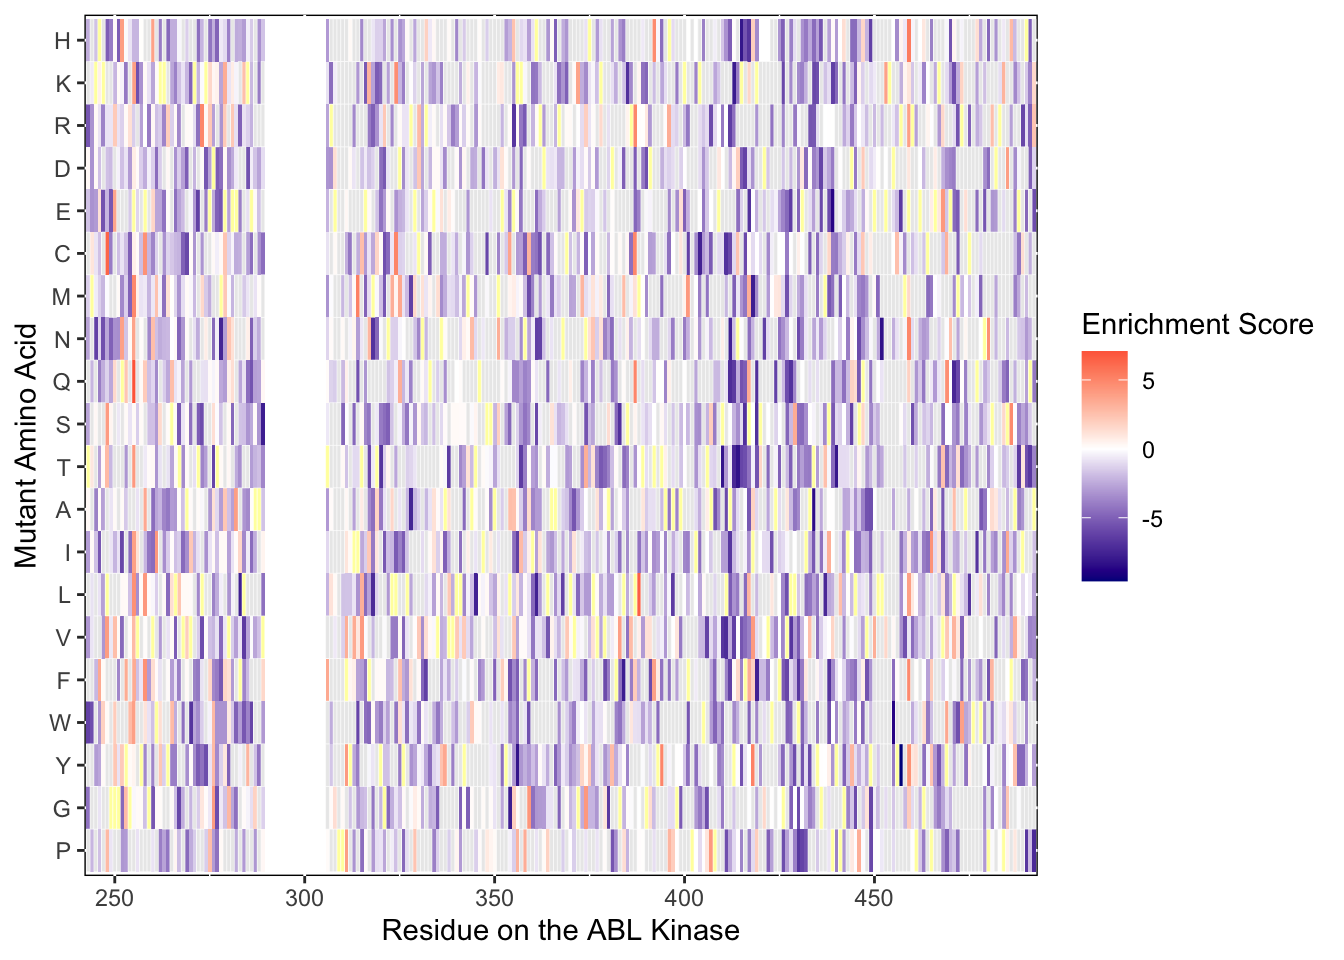 H
K
R
D
E
C
M
N
Q
S
T
A
I
L
V
F
W
Y
G
P
Mutant Amino Acid
250 300 350 400 450
Residue on the ABL Kinase
Enrichment Score
5
0
-5